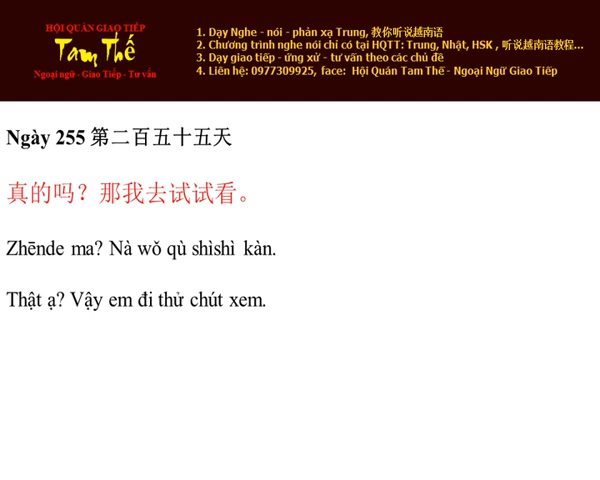 HỘI QUÁN GIAO TIẾP
Tam Thế
Ngoại ngữ - Giao Tiếp - Tư vấn
1. Dạy Nghe - nói - phản xạ Trung, 教你听说越南语
2. Chương trình nghe nói chỉ có tại HQTT: Trung, Nhật, HSK , 听说越南语教程...
3. Dạy giao tiếp - ứng xử - tư vấn theo các chủ đề
4. Liên hệ: 0977309925, face: Hội Quán Tam Thế - Ngoại Ngữ Giao Tiếp
Ngày 255 第二百五十五天
真的吗？那我去试试看。
Zhēnde ma? Nà wǒ qù shìshì kàn.
Thật ạ? Vậy em đi thử chút xem.